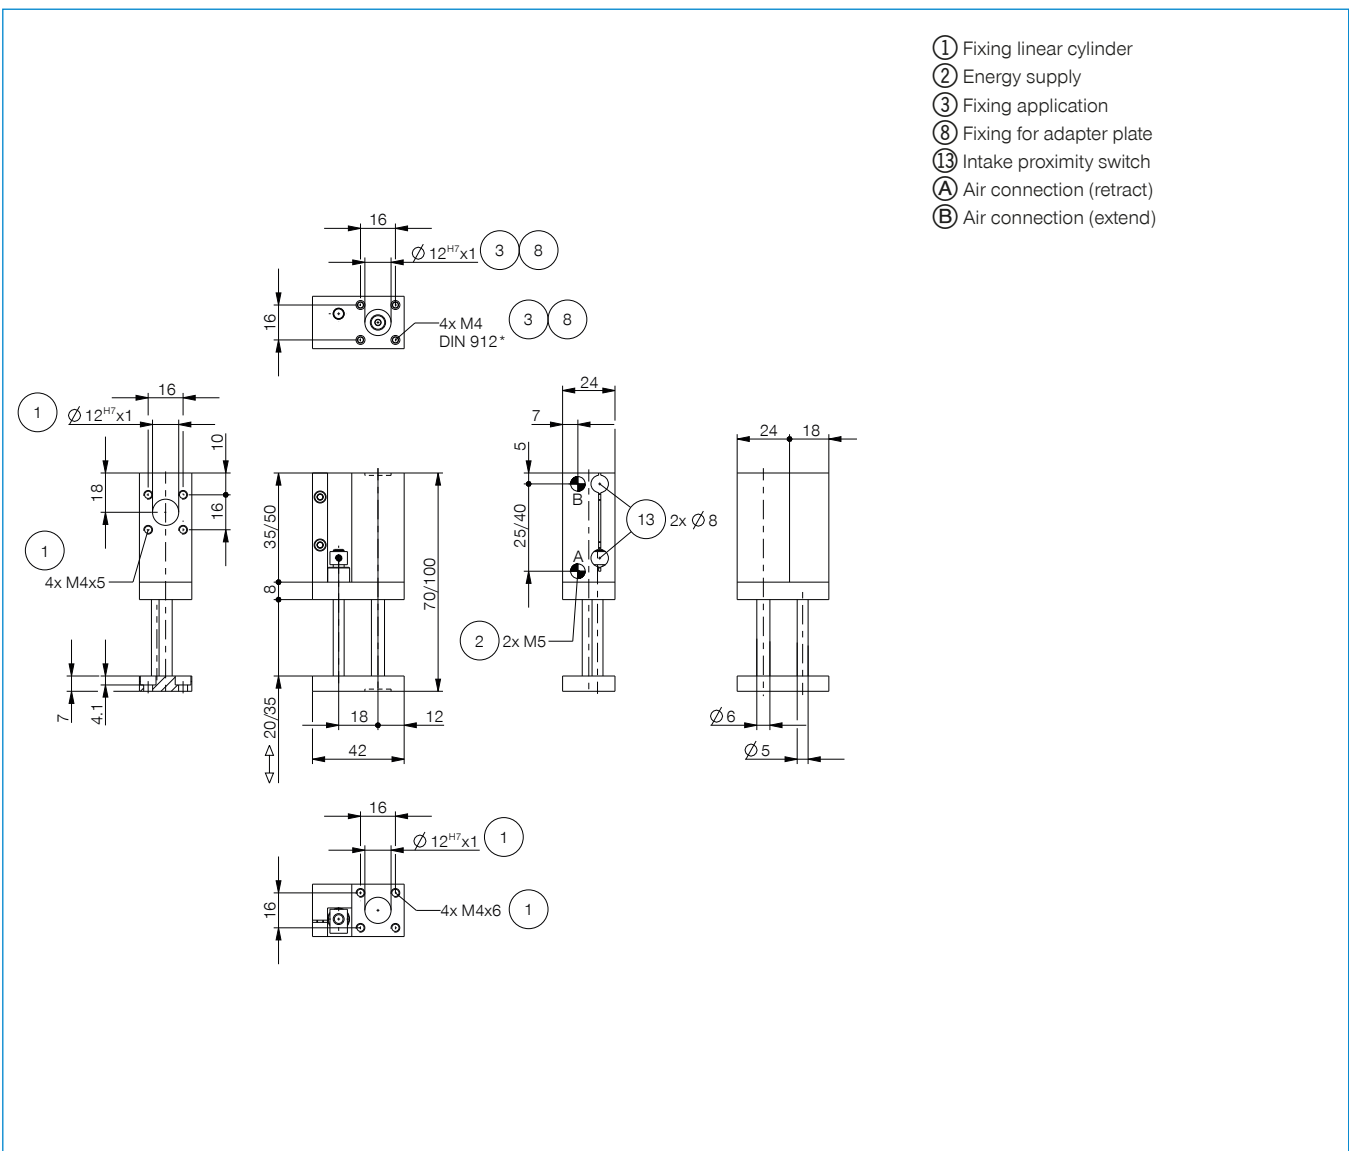 ① Fixing linear cylinder
② Energy supply
③ Fixing application
⑧ Fixing for adapter plate
⑬ Intake proximity switch
Ⓐ Air connection (retract)
Ⓑ Air connection (extend)
16
∅ 12H7x1 3 8
16
4x M4 3 8
DIN 912*
16
1 ∅ 12H7x1
10
18
16
1
4x M4x5
7
4.1
35/50
8
20/35
70/100
18 12
42
24
7
5
25/40
B
A
13 2x ∅ 8
2 2x M5
24 18
∅ 6
∅ 5
16
∅ 12H7x1 1
16
4x M4x6 1